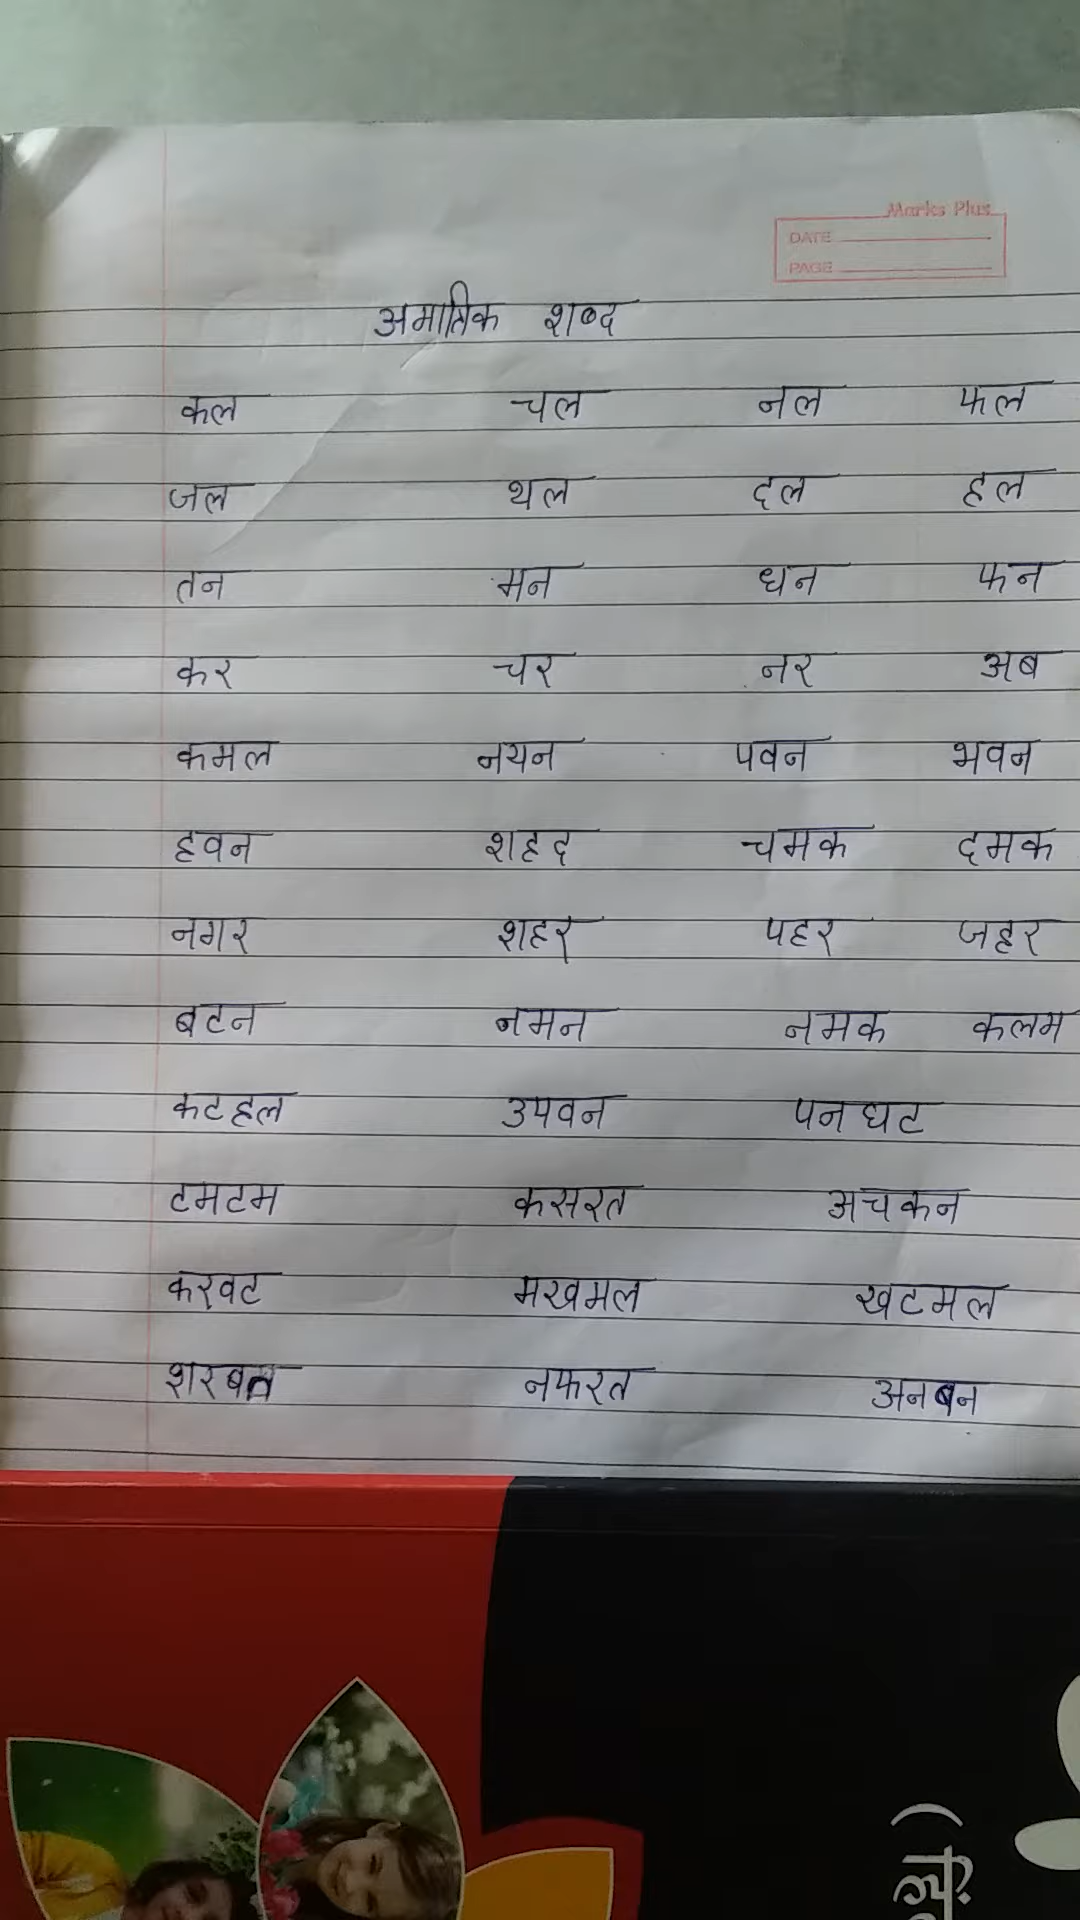 Marks Plus
DATE
PAGE
अमात्रिक शब्द
कल चल नल फल
जल थल दल हल
तन मन धन फन
कर चर नर अब
कमल नयन पवन भवन
हवन शहद चमक दमक
नगर शहर पहर जहर
बटन नमन नमक कलम
कटहल उपवन पनघट
टमटम कसरत अचकन
करवट मखमल खटमल
शरबत नफरत अनबन